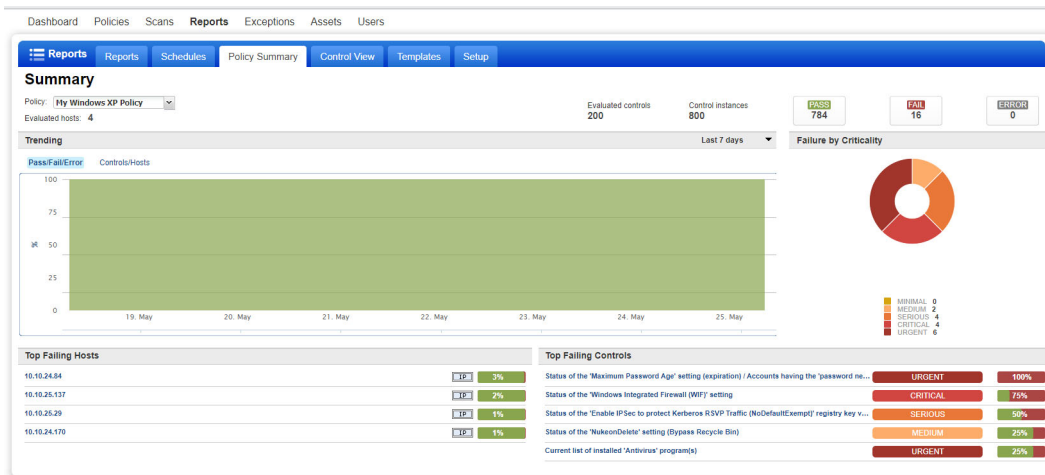 Dashboard Policies Scans Reports Exceptions Assets Users
Reports Reports Schedules Policy Summary Control View Templates Setup
Summary
Policy: My Windows XP Policy
Evaluated hosts: 4
Evaluated controls
200
Control instances
800
PASS
784
FAIL
16
ERROR
0
Trending Last 7 days
Pass/Fail/Error Controls/Hosts
100
75
%
50
25
0
19. May 20. May 21. May 22. May 23. May 24. May 25. May
Failure by Criticality
MINIMAL 0
MEDIUM 2
SERIOUS 4
CRITICAL 4
URGENT 6
Top Failing Hosts
10.10.24.84 IP 3%
10.10.25.137 IP 2%
10.10.25.29 IP 1%
10.10.24.170 IP 1%
Top Failing Controls
Status of the 'Maximum Password Age' setting (expiration) / Accounts having the 'password ne... URGENT 100%
Status of the 'Windows Integrated Firewall (WIF)' setting CRITICAL 75%
Status of the 'Enable IPSec to protect Kerberos RSVP Traffic (NoDefaultExempt)' registry key v... SERIOUS 50%
Status of the 'NukeonDelete' setting (Bypass Recycle Bin) MEDIUM 25%
Current list of installed 'Antivirus' program(s) URGENT 25%